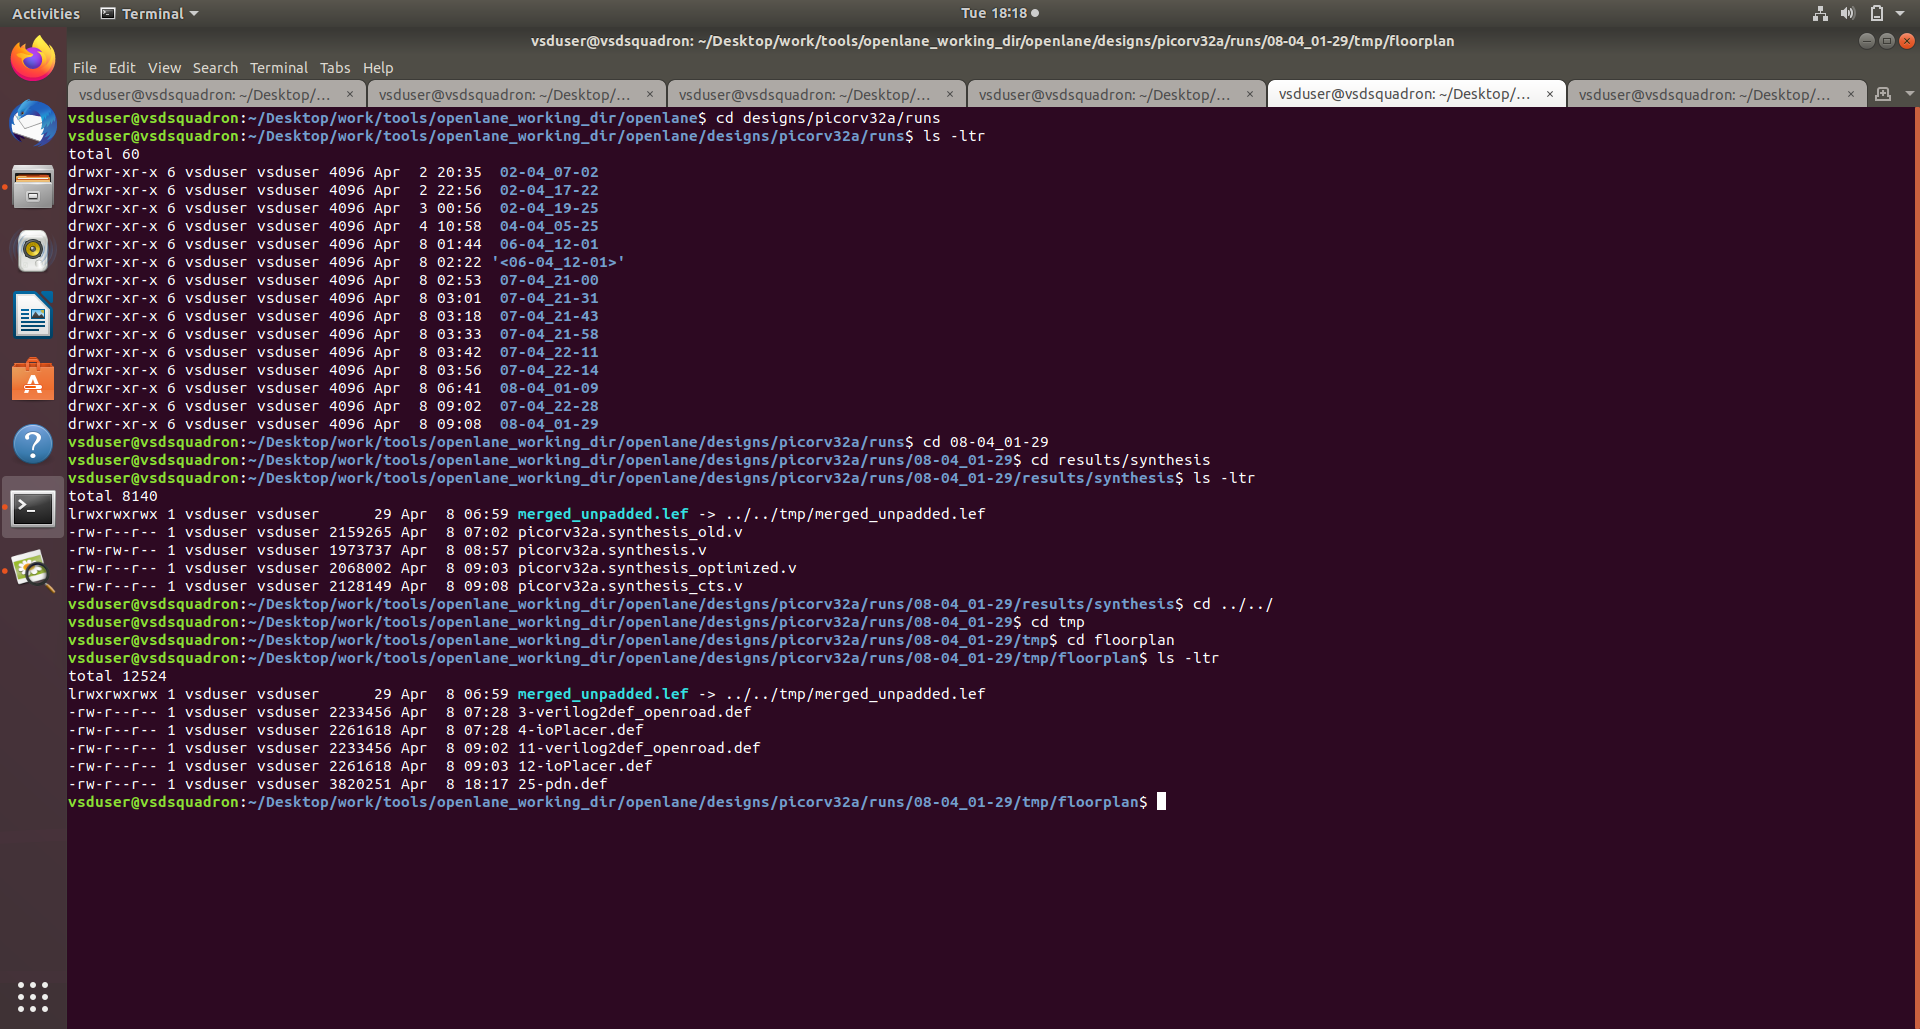 Activities Terminal Tue 18:18
vsduser@vsdsquadron: ~/Desktop/work/tools/openlane_working_dir/openlane/designs/picorv32a/runs/08-04_01-29/tmp/floorplan
File Edit View Search Terminal Tabs Help
vsduser@vsdsquadron: ~/Desktop/... × vsduser@vsdsquadron: ~/Desktop/... × vsduser@vsdsquadron: ~/Desktop/... × vsduser@vsdsquadron: ~/Desktop/... × vsduser@vsdsquadron: ~/Desktop/... × vsduser@vsdsquadron: ~/Desktop/... ×
vsduser@vsdsquadron:~/Desktop/work/tools/openlane_working_dir/openlane$ cd designs/picorv32a/runs
vsduser@vsdsquadron:~/Desktop/work/tools/openlane_working_dir/openlane/designs/picorv32a/runs$ ls -ltr
total 60
drwxr-xr-x 6 vsduser vsduser 4096 Apr  2 20:35  02-04_07-02
drwxr-xr-x 6 vsduser vsduser 4096 Apr  2 22:56  02-04_17-22
drwxr-xr-x 6 vsduser vsduser 4096 Apr  3 00:56  02-04_19-25
drwxr-xr-x 6 vsduser vsduser 4096 Apr  4 10:58  04-04_05-25
drwxr-xr-x 6 vsduser vsduser 4096 Apr  8 01:44  06-04_12-01
drwxr-xr-x 6 vsduser vsduser 4096 Apr  8 02:22 '<06-04_12-01>'
drwxr-xr-x 6 vsduser vsduser 4096 Apr  8 02:53  07-04_21-00
drwxr-xr-x 6 vsduser vsduser 4096 Apr  8 03:01  07-04_21-31
drwxr-xr-x 6 vsduser vsduser 4096 Apr  8 03:18  07-04_21-43
drwxr-xr-x 6 vsduser vsduser 4096 Apr  8 03:33  07-04_21-58
drwxr-xr-x 6 vsduser vsduser 4096 Apr  8 03:42  07-04_22-11
drwxr-xr-x 6 vsduser vsduser 4096 Apr  8 03:56  07-04_22-14
drwxr-xr-x 6 vsduser vsduser 4096 Apr  8 06:41  08-04_01-09
drwxr-xr-x 6 vsduser vsduser 4096 Apr  8 09:02  07-04_22-28
drwxr-xr-x 6 vsduser vsduser 4096 Apr  8 09:08  08-04_01-29
vsduser@vsdsquadron:~/Desktop/work/tools/openlane_working_dir/openlane/designs/picorv32a/runs$ cd 08-04_01-29
vsduser@vsdsquadron:~/Desktop/work/tools/openlane_working_dir/openlane/designs/picorv32a/runs/08-04_01-29$ cd results/synthesis
vsduser@vsdsquadron:~/Desktop/work/tools/openlane_working_dir/openlane/designs/picorv32a/runs/08-04_01-29/results/synthesis$ ls -ltr
total 8140
lrwxrwxrwx 1 vsduser vsduser      29 Apr  8 06:59 merged_unpadded.lef -> ../../tmp/merged_unpadded.lef
-rw-r--r-- 1 vsduser vsduser 2159265 Apr  8 07:02 picorv32a.synthesis_old.v
-rw-rw-r-- 1 vsduser vsduser 1973737 Apr  8 08:57 picorv32a.synthesis.v
-rw-r--r-- 1 vsduser vsduser 2068002 Apr  8 09:03 picorv32a.synthesis_optimized.v
-rw-r--r-- 1 vsduser vsduser 2128149 Apr  8 09:08 picorv32a.synthesis_cts.v
vsduser@vsdsquadron:~/Desktop/work/tools/openlane_working_dir/openlane/designs/picorv32a/runs/08-04_01-29/results/synthesis$ cd ../../
vsduser@vsdsquadron:~/Desktop/work/tools/openlane_working_dir/openlane/designs/picorv32a/runs/08-04_01-29$ cd tmp
vsduser@vsdsquadron:~/Desktop/work/tools/openlane_working_dir/openlane/designs/picorv32a/runs/08-04_01-29/tmp$ cd floorplan
vsduser@vsdsquadron:~/Desktop/work/tools/openlane_working_dir/openlane/designs/picorv32a/runs/08-04_01-29/tmp/floorplan$ ls -ltr
total 12524
lrwxrwxrwx 1 vsduser vsduser      29 Apr  8 06:59 merged_unpadded.lef -> ../../tmp/merged_unpadded.lef
-rw-r--r-- 1 vsduser vsduser 2233456 Apr  8 07:28 3-verilog2def_openroad.def
-rw-r--r-- 1 vsduser vsduser 2261618 Apr  8 07:28 4-ioPlacer.def
-rw-r--r-- 1 vsduser vsduser 2233456 Apr  8 09:02 11-verilog2def_openroad.def
-rw-r--r-- 1 vsduser vsduser 2261618 Apr  8 09:03 12-ioPlacer.def
-rw-r--r-- 1 vsduser vsduser 3820251 Apr  8 18:17 25-pdn.def
vsduser@vsdsquadron:~/Desktop/work/tools/openlane_working_dir/openlane/designs/picorv32a/runs/08-04_01-29/tmp/floorplan$